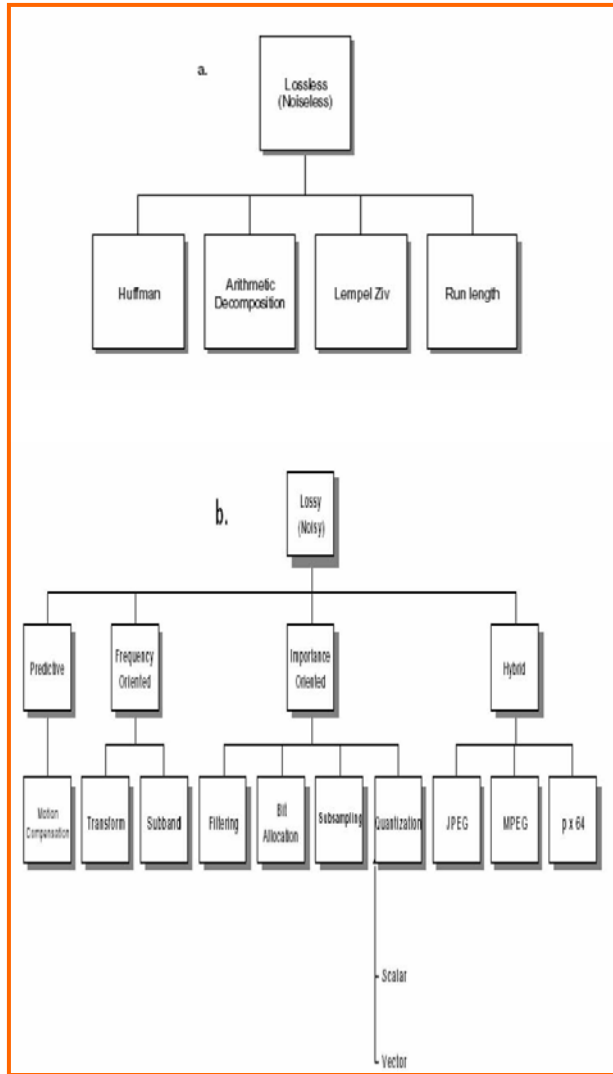 a.
Lossless
(Noiseless)
Huffman
Arithmetic
Decomposition
Lempel Ziv
Run length
b.
Lossy
(Noisy)
Predictive
Frequency
Oriented
Importance
Oriented
Hybrid
Motion
Compensation
Transform
Subband
Filtering
Bit
Allocation
Subsampling
Quantization
JPEG
MPEG
p x 64
Scalar
Vector